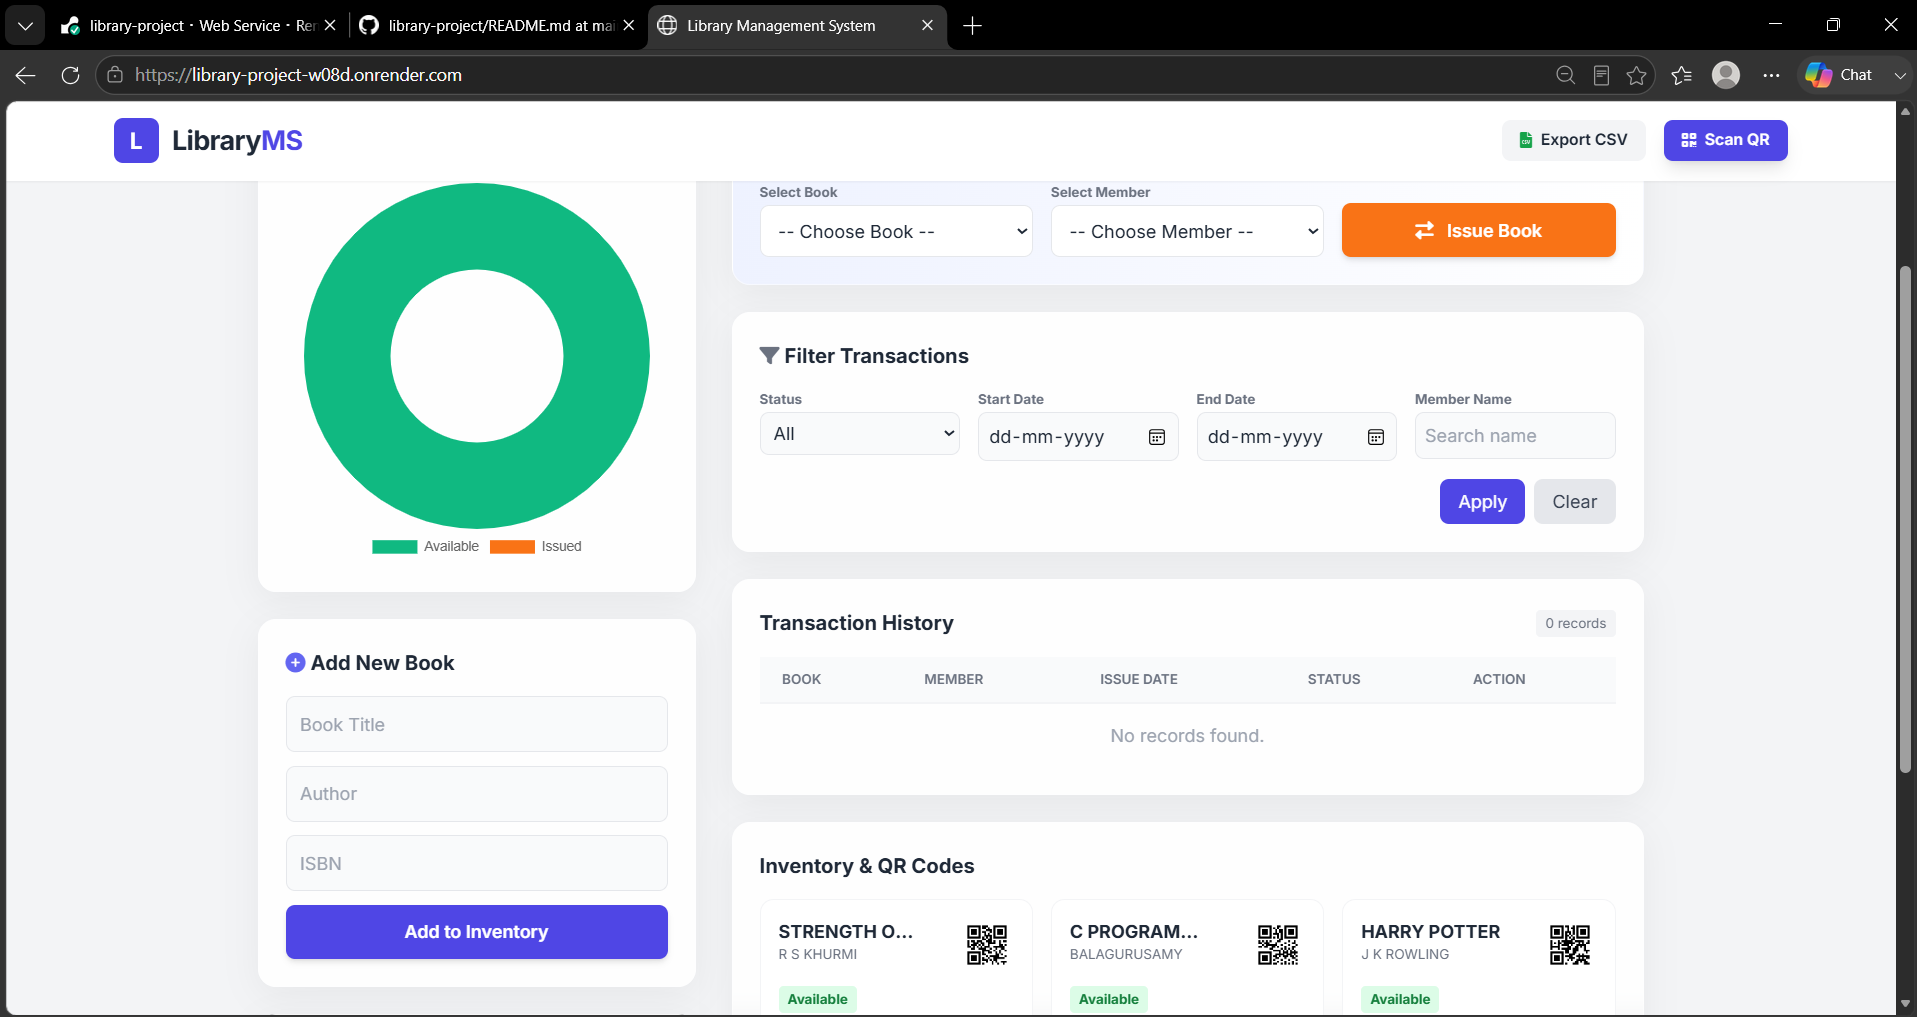 library-project · Web Service · Ren
library-project/README.md at mai
Library Management System
https://library-project-w08d.onrender.com
Chat
L
LibraryMS
Export CSV
Scan QR
Available
Issued
Add New Book
Book Title
Author
ISBN
Add to Inventory
Select Book
Select Member
-- Choose Book --
-- Choose Member --
Issue Book
Filter Transactions
Status
Start Date
End Date
Member Name
All
dd-mm-yyyy
dd-mm-yyyy
Search name
Apply
Clear
Transaction History
0 records
BOOK
MEMBER
ISSUE DATE
STATUS
ACTION
No records found.
Inventory & QR Codes
STRENGTH O...
R S KHURMI
Available
C PROGRAM...
BALAGURUSAMY
Available
HARRY POTTER
J K ROWLING
Available